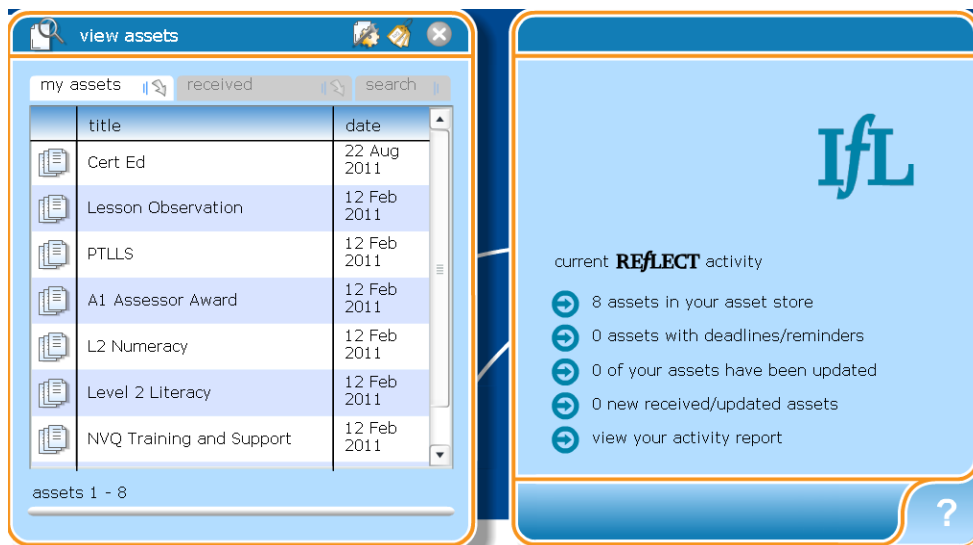 view assets
my assets
received
search
title date
Cert Ed 22 Aug 2011
Lesson Observation 12 Feb 2011
PTLLS 12 Feb 2011
A1 Assessor Award 12 Feb 2011
L2 Numeracy 12 Feb 2011
Level 2 Literacy 12 Feb 2011
NVQ Training and Support 12 Feb 2011
assets 1 - 8
IfL
current REfLECT activity
8 assets in your asset store
0 assets with deadlines/reminders
0 of your assets have been updated
0 new received/updated assets
view your activity report
?